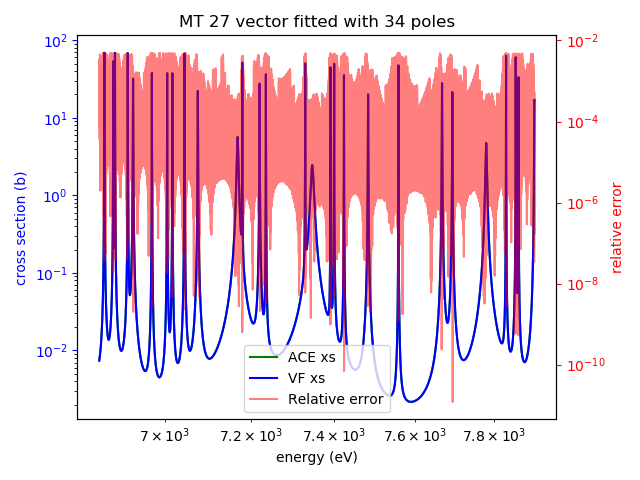 MT 27 vector fitted with 34 poles
10²
10¹
10⁰
10⁻¹
10⁻²
cross section (b)
10⁻²
10⁻⁴
10⁻⁶
10⁻⁸
10⁻¹⁰
relative error
ACE xs
VF xs
Relative error
7 × 10³
7.2 × 10³
7.4 × 10³
7.6 × 10³
7.8 × 10³
energy (eV)